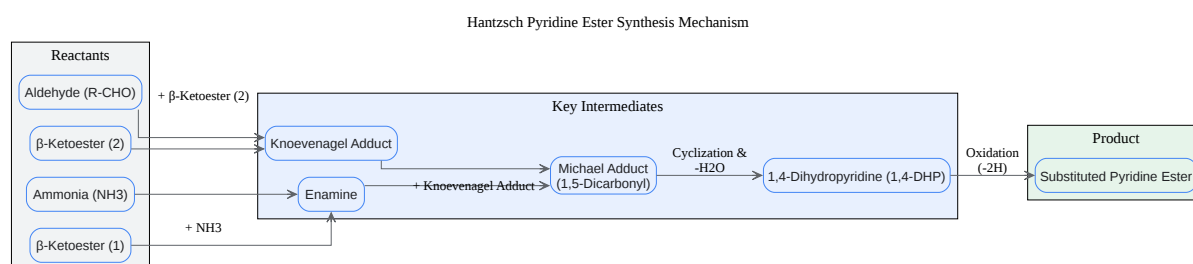 Hantzsch Pyridine Ester Synthesis Mechanism
Reactants
Aldehyde (R-CHO)
+ β-Ketoester (2)
β-Ketoester (2)
Ammonia (NH3)
β-Ketoester (1)
+ NH3
Key Intermediates
Knoevenagel Adduct
Enamine
+ Knoevenagel Adduct
Michael Adduct
(1,5-Dicarbonyl)
Cyclization &
-H2O
1,4-Dihydropyridine (1,4-DHP)
Oxidation
(-2H)
Product
Substituted Pyridine Ester